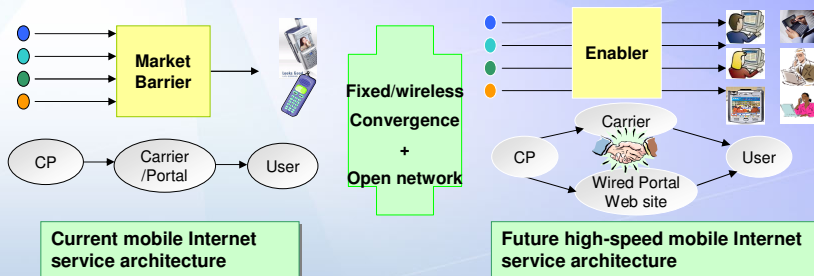 Market
Barrier
CP
Carrier
/Portal
User
Current mobile Internet
service architecture
Fixed/wireless
Convergence
+
Open network
Enabler
Carrier
CP
User
Wired Portal
Web site
Future high-speed mobile Internet
service architecture